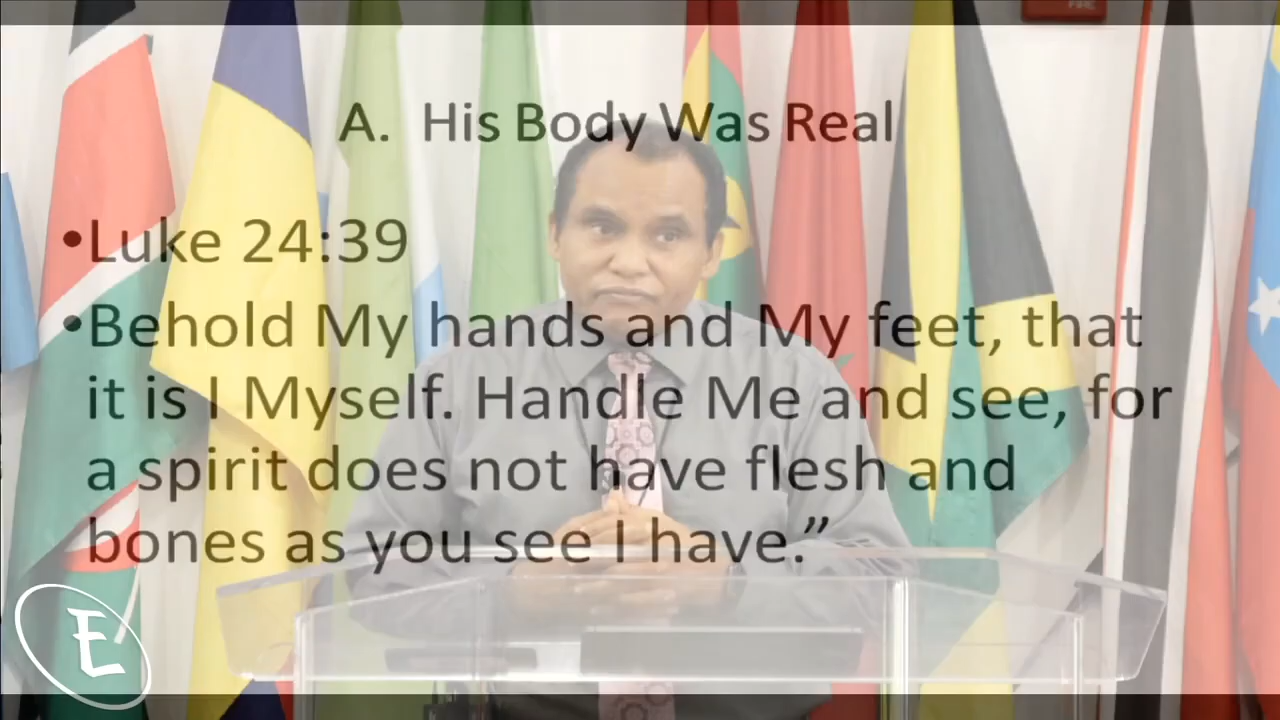 A. His Body Was Real
•Luke 24:39
•Behold My hands and My feet, that
it is I Myself. Handle Me and see, for
a spirit does not have flesh and
bones as you see I have.”
E